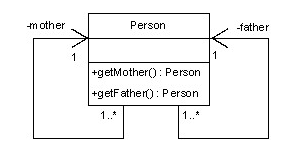 -mother Person -father
1 1
+getMother() : Person
+getFather() : Person
1..* 1..*